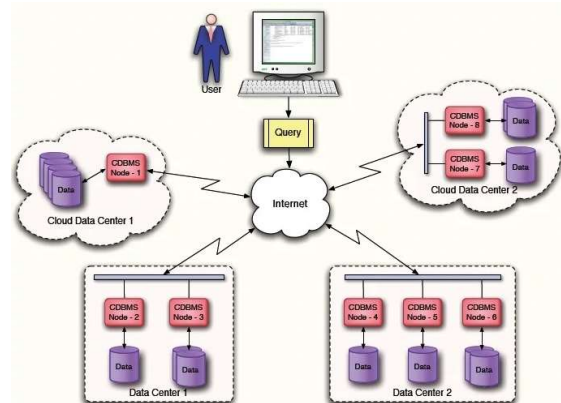 User
Query
CDBMS
Node - 8
Data
CDBMS
Node - 7
Data
Cloud Data Center 2
CDBMS
Node - 1
Data
Cloud Data Center 1
Internet
CDBMS
Node - 2
CDBMS
Node - 3
Data
Data
Data Center 1
CDBMS
Node - 4
CDBMS
Node - 5
CDBMS
Node - 6
Data
Data
Data
Data Center 2